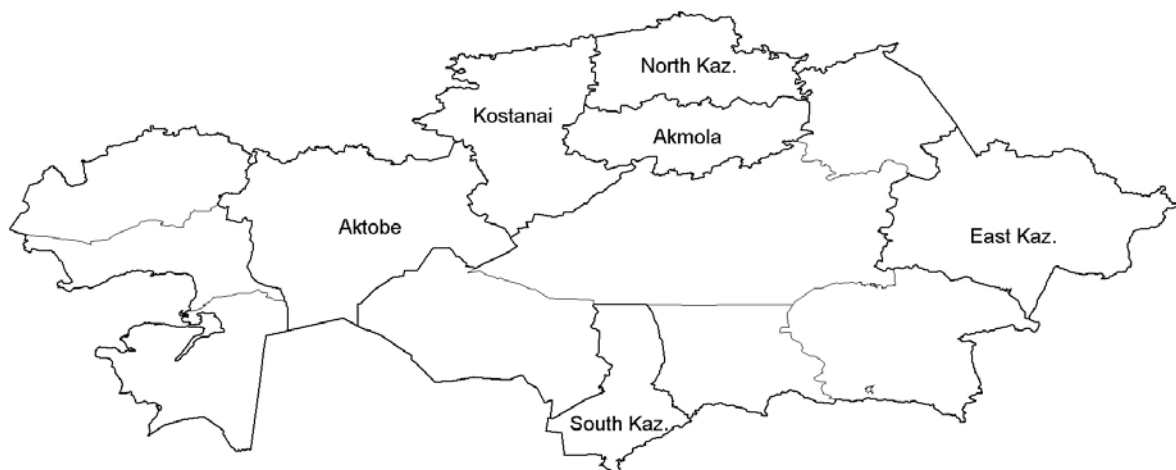 North Kaz.
Kostanai
Akmola
Aktobe
East Kaz.
South Kaz.